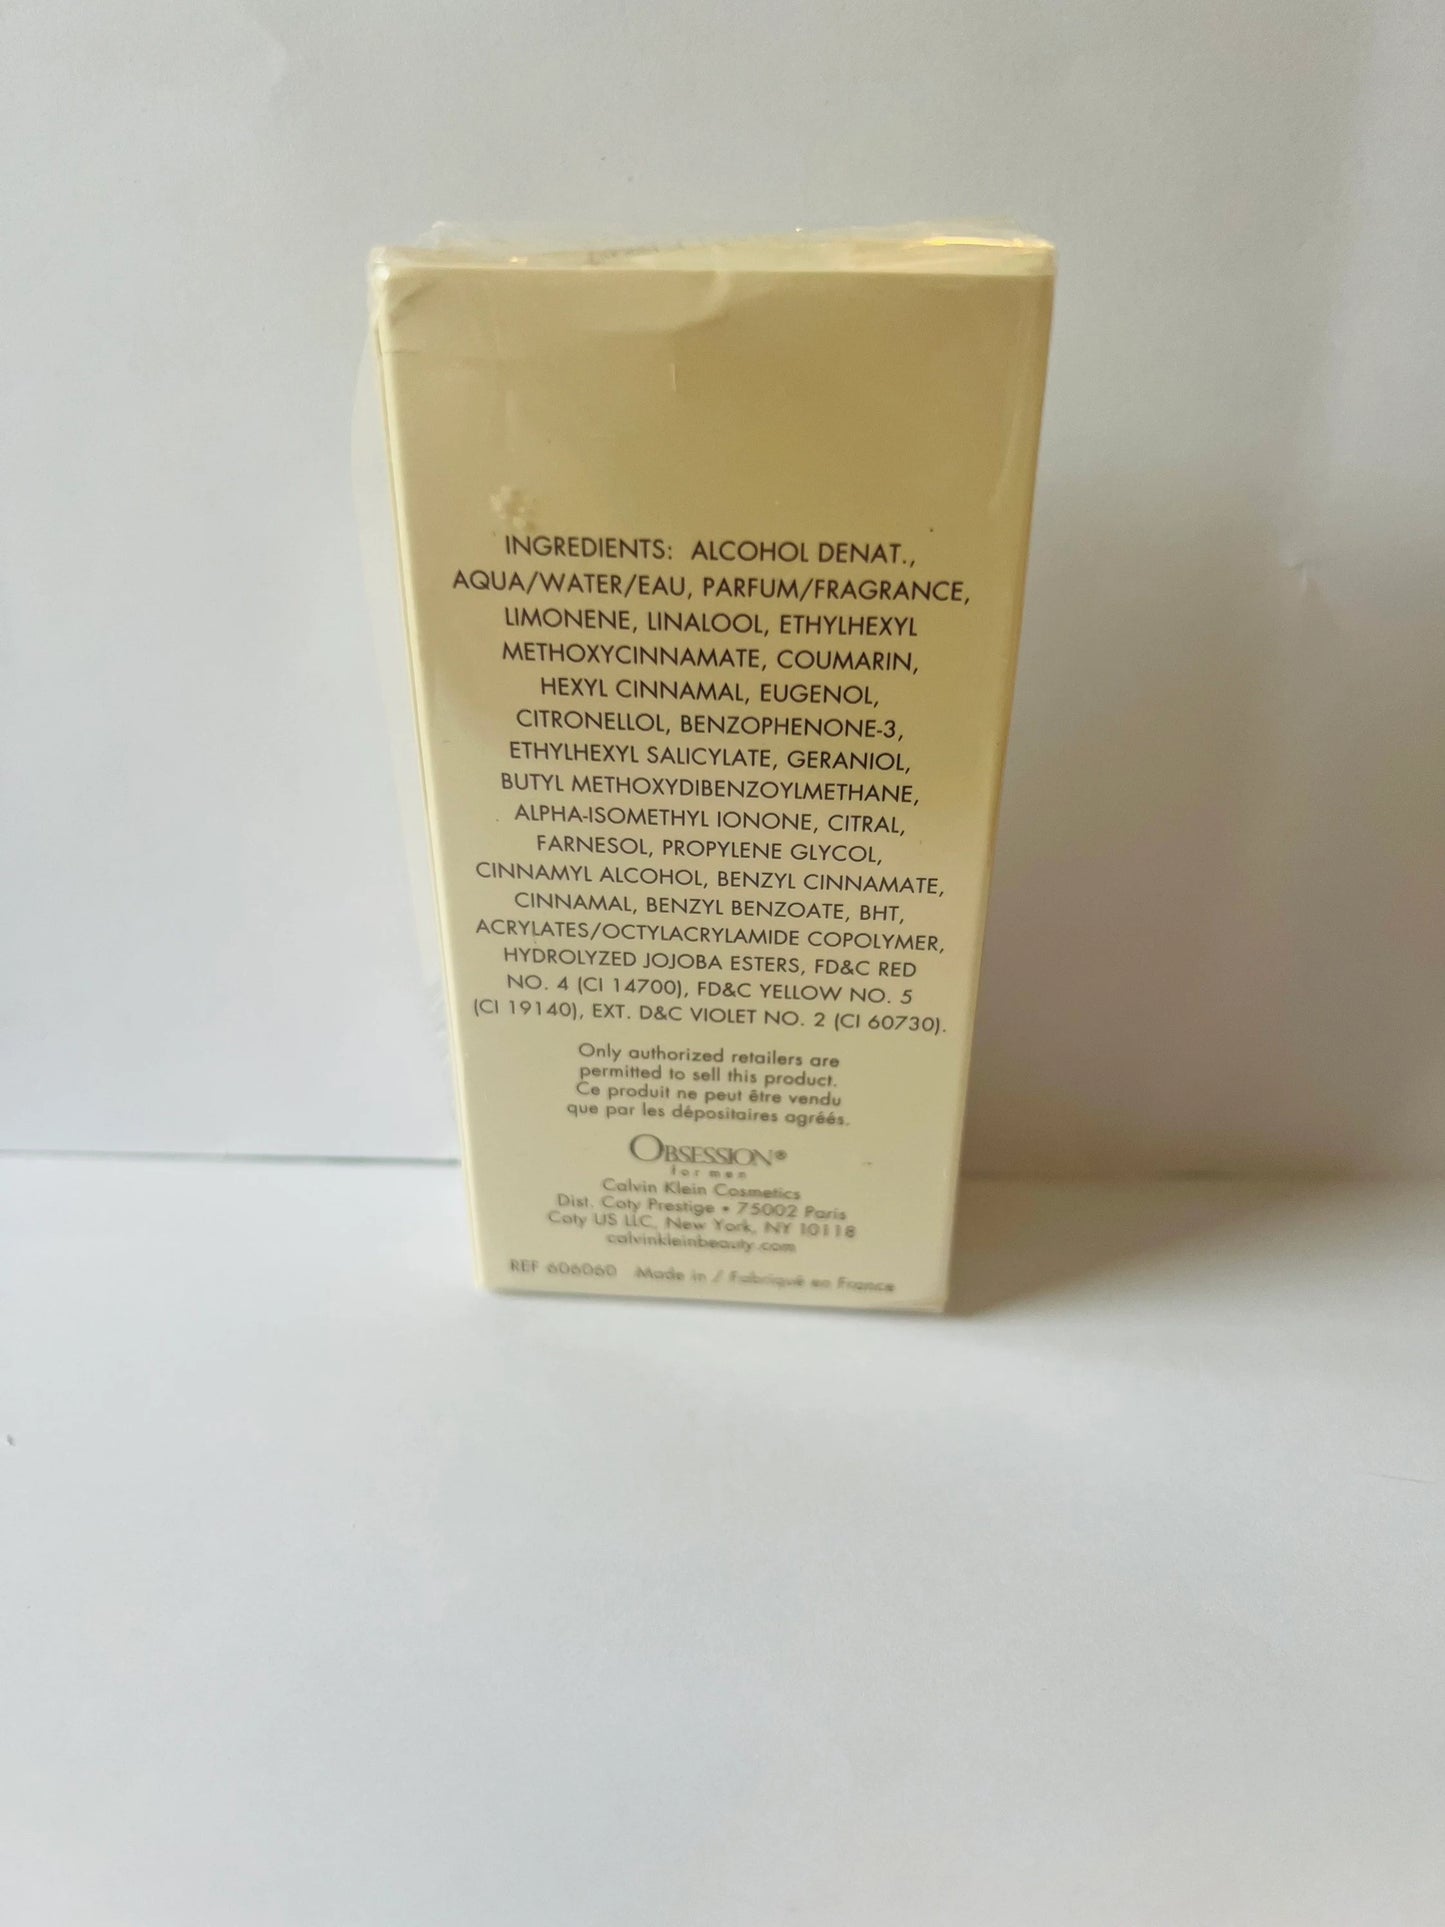 INGREDIENTS: ALCOHOL DENAT.,
AQUA/WATER/EAU, PARFUM/FRAGRANCE,
LIMONENE, LINALOOL, ETHYLHEXYL
METHOXYCINNAMATE, COUMARIN,
HEXYL CINNAMAL, EUGENOL,
CITRONELLOL, BENZOPHENONE-3,
ETHYLHEXYL SALICYLATE, GERANIOL,
BUTYL METHOXYDIBENZOYLMETHANE,
ALPHA-ISOMETHYL IONONE, CITRAL,
FARNESOL, PROPYLENE GLYCOL,
CINNAMYL ALCOHOL, BENZYL CINNAMATE,
CINNAMAL, BENZYL BENZOATE, BHT,
ACRYLATES/OCTYLACRYLAMIDE COPOLYMER,
HYDROLYZED JOJOBA ESTERS, FD&C RED
NO. 4 (CI 14700), FD&C YELLOW NO. 5
(CI 19140), EXT. D&C VIOLET NO. 2 (CI 60730).
Only authorized retailers are
permitted to sell this product.
Ce produit ne peut être vendu
que par les dépositaires agréés.
OBSESSION®
for men
Calvin Klein Cosmetics
Dist. Coty Prestige • 75002 Paris
Coty US LLC, New York, NY 10118
calvinkleinbeauty.com
REF 606060 Made in / Fabriqué en France